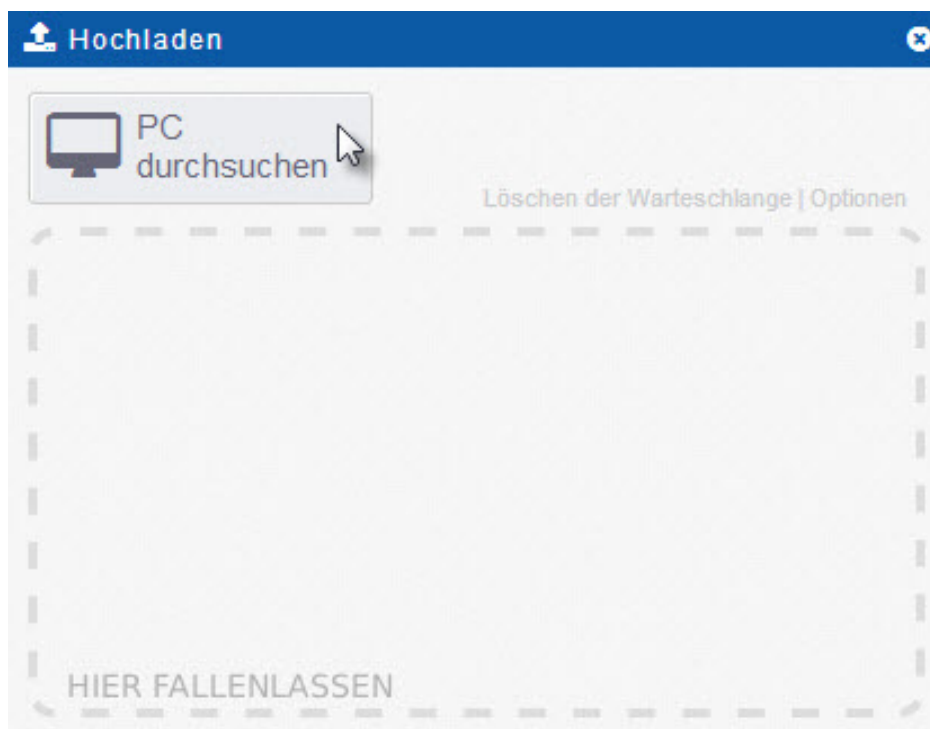 Hochladen
PC
durchsuchen
Löschen der Warteschlange | Optionen
HIER FALLENLASSEN